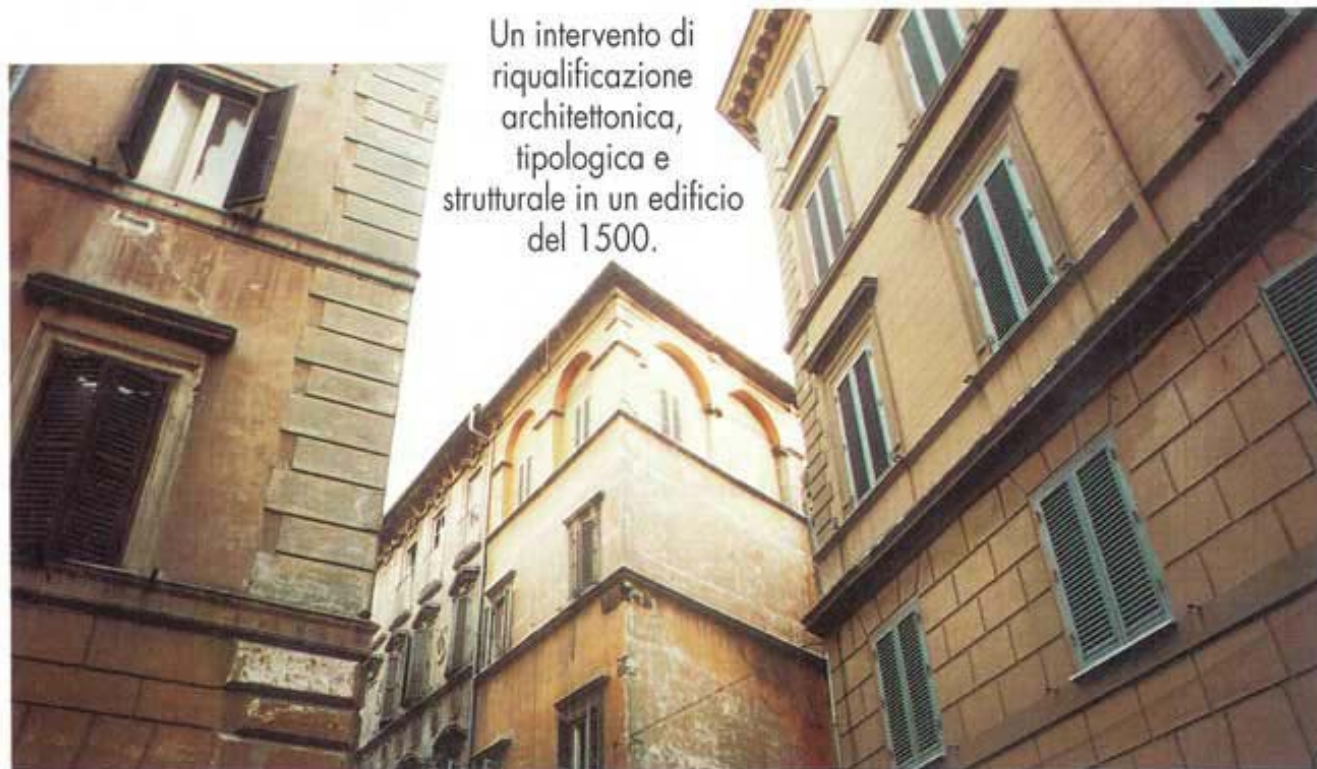 Un intervento di
riqualificazione
architettonica,
tipologica e
strutturale in un edificio
del 1500.